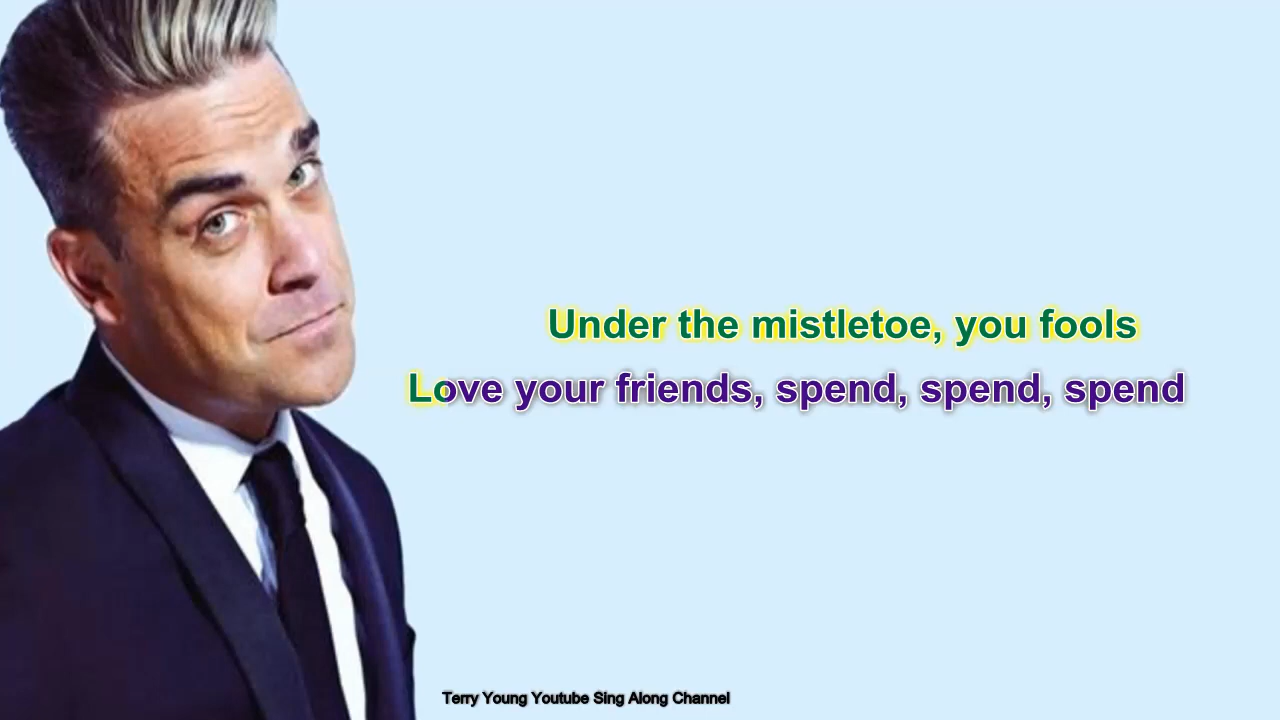 Under the mistletoe, you fools
Love your friends, spend, spend, spend
Terry Young Youtube Sing Along Channel